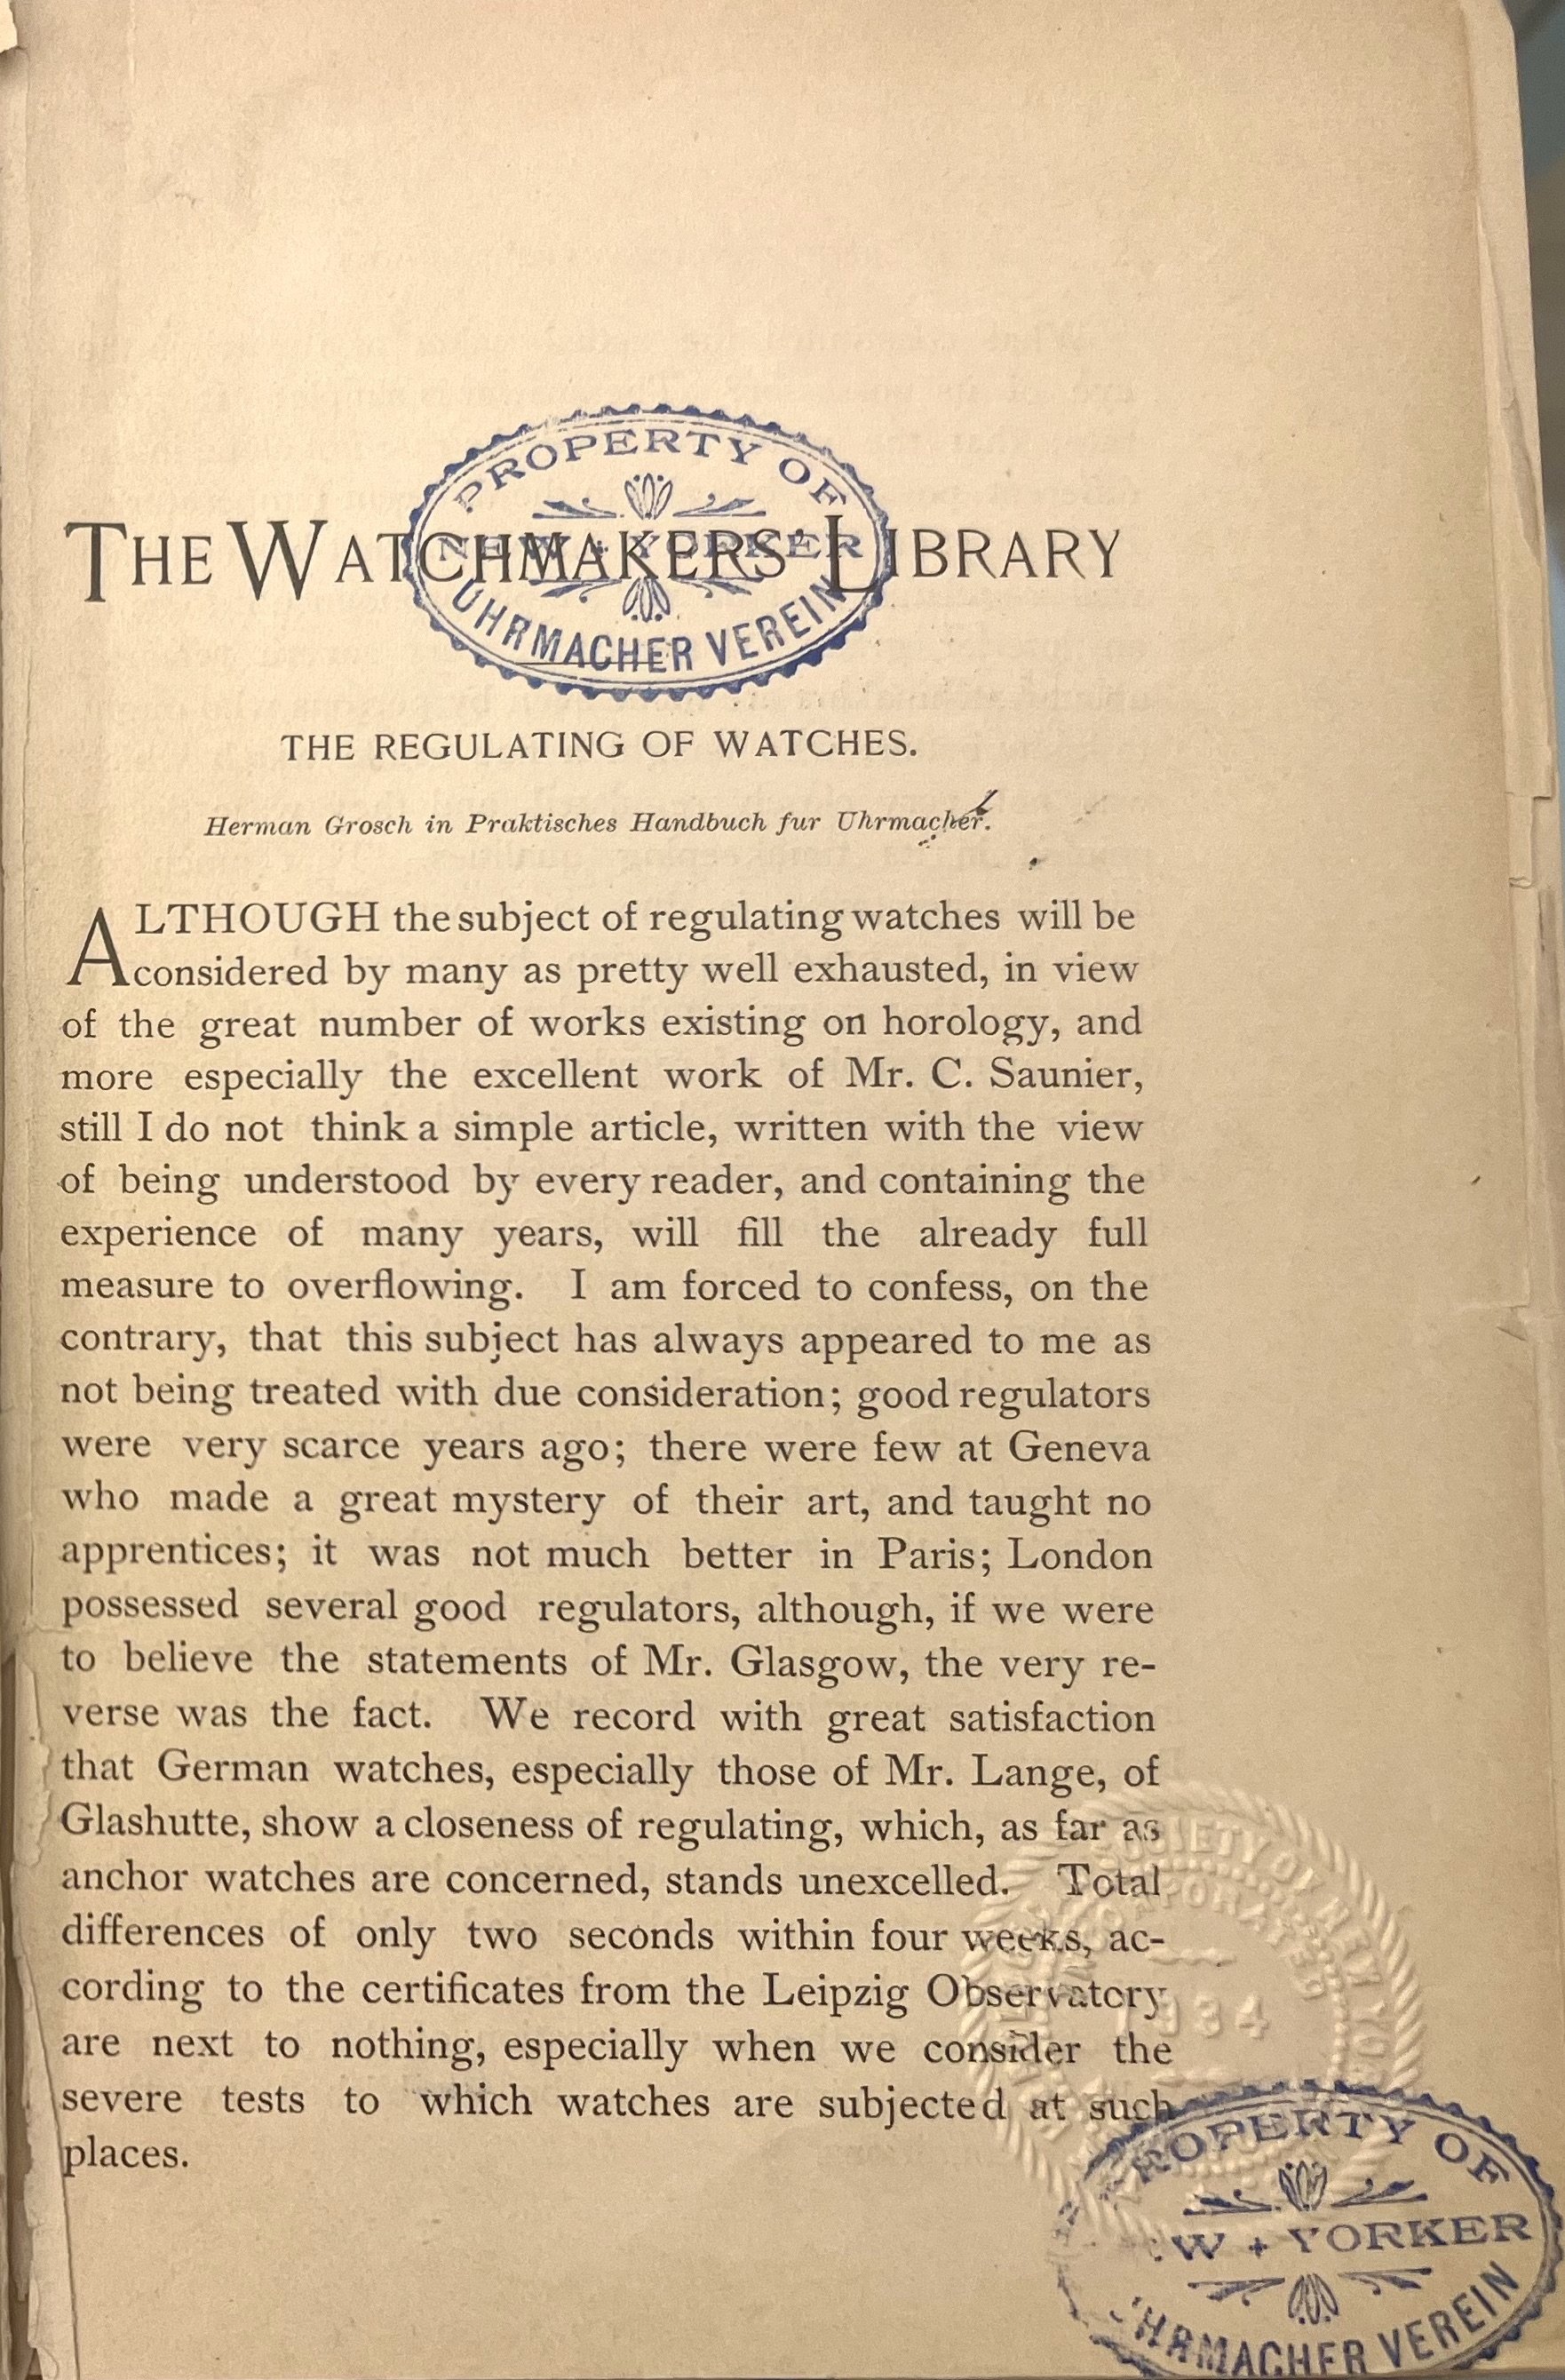 PROPERTY OF
NEW + YORKER
UHRMACHER VEREIN
THE WATCHMAKERS' LIBRARY
THE REGULATING OF WATCHES.
Herman Grosch in Praktisches Handbuch fur Uhrmacher.
ALTHOUGH the subject of regulating watches will be
considered by many as pretty well exhausted, in view
of the great number of works existing on horology, and
more especially the excellent work of Mr. C. Saunier,
still I do not think a simple article, written with the view
of being understood by every reader, and containing the
experience of many years, will fill the already full
measure to overflowing. I am forced to confess, on the
contrary, that this subject has always appeared to me as
not being treated with due consideration; good regulators
were very scarce years ago; there were few at Geneva
who made a great mystery of their art, and taught no
apprentices; it was not much better in Paris; London
possessed several good regulators, although, if we were
to believe the statements of Mr. Glasgow, the very re-
verse was the fact. We record with great satisfaction
that German watches, especially those of Mr. Lange, of
Glashutte, show a closeness of regulating, which, as far as
anchor watches are concerned, stands unexcelled. Total
differences of only two seconds within four weeks, ac-
cording to the certificates from the Leipzig Observatory
are next to nothing, especially when we consider the
severe tests to which watches are subjected at such
places.
SOCIETY OF NEW YORK
1934
PROPERTY OF
W + YORKER
UHRMACHER VEREIN